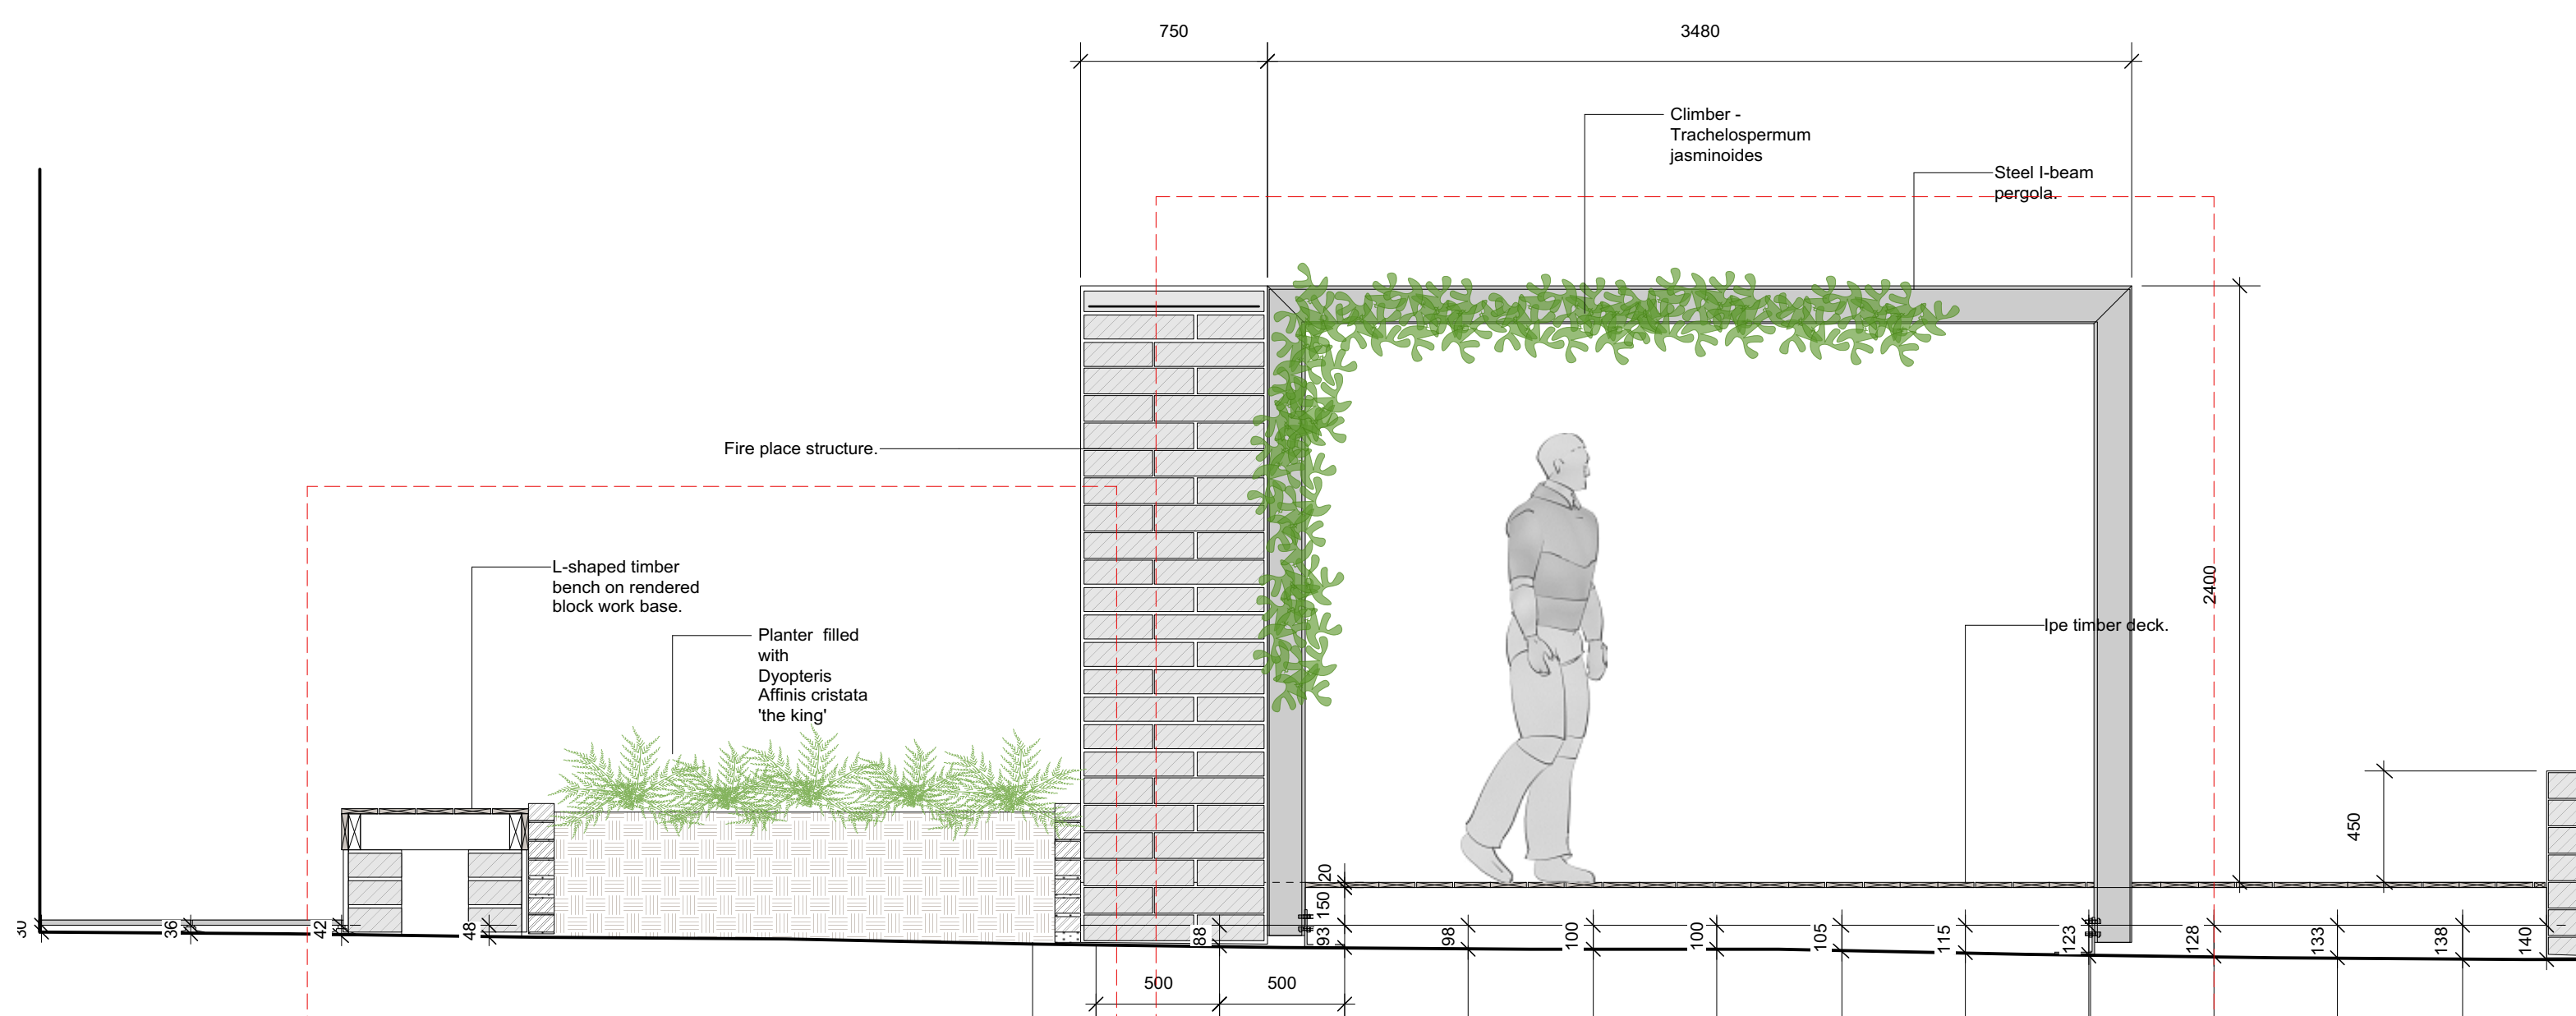 750
3480
Climber -
Trachelospermum
jasminoides
Steel I-beam
pergola.
Fire place structure.
L-shaped timber
bench on rendered
block work base.
2400
Ipe timber deck.
Planter filled
with
Dyopteris
Affinis cristata
'the king'
450
20
150
30
36
42
48
88
93
98
100
100
105
115
123
128
133
138
140
500
500